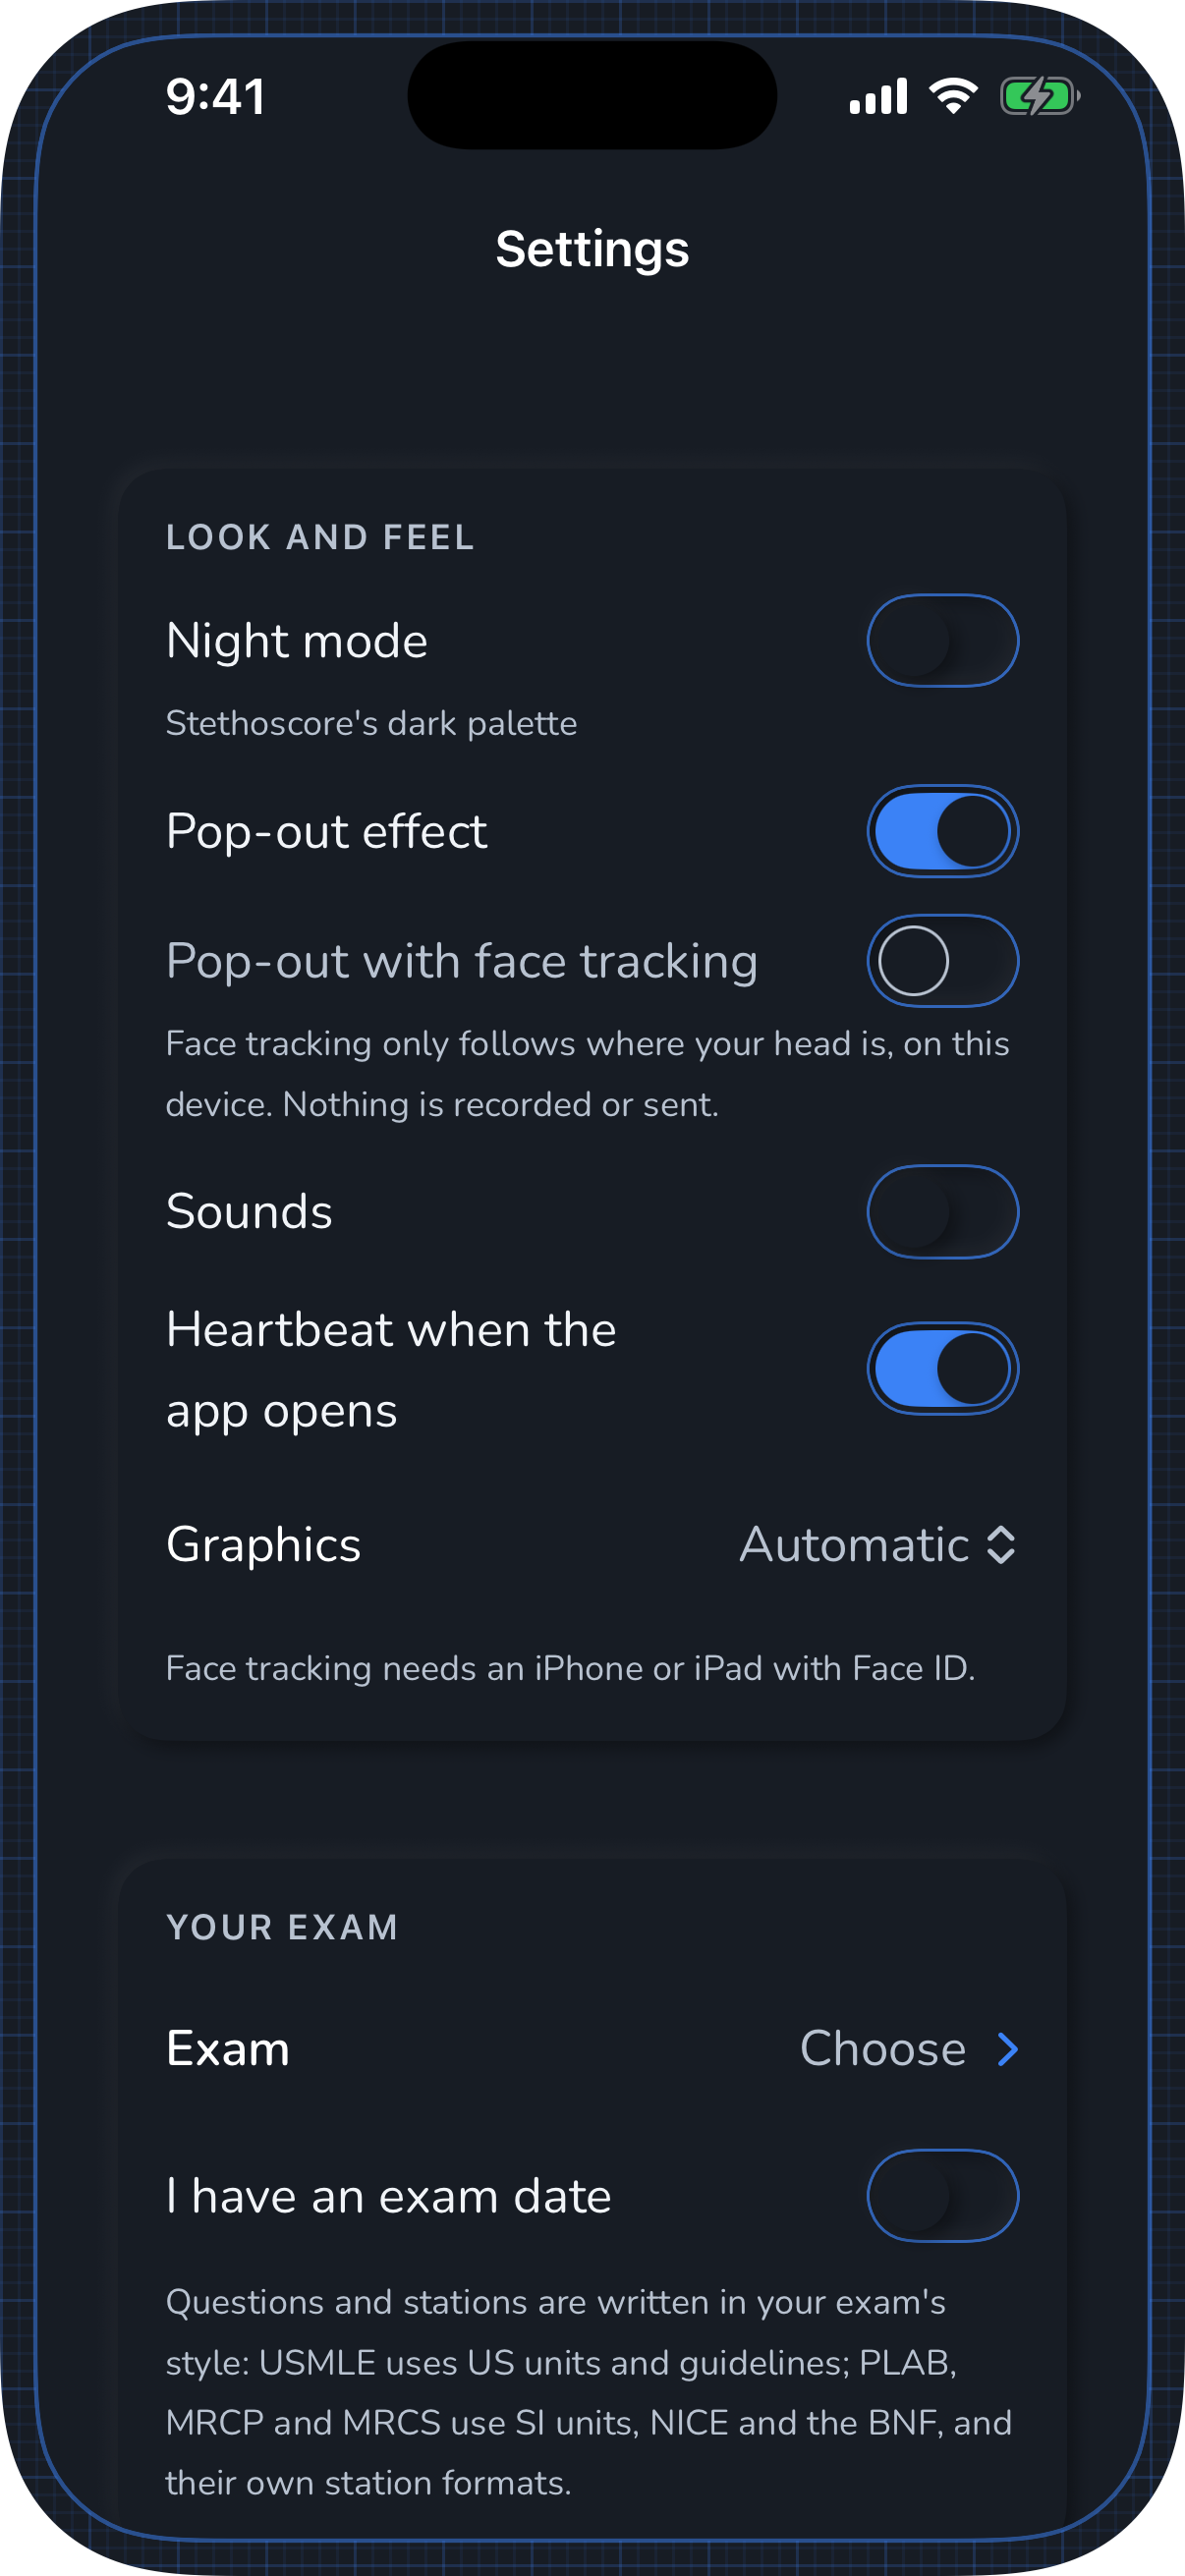 9:41
Settings
LOOK AND FEEL
Night mode
Stethoscore's dark palette
Pop-out effect
Pop-out with face tracking
Face tracking only follows where your head is, on this
device. Nothing is recorded or sent.
Sounds
Heartbeat when the
app opens
Graphics
Automatic
Face tracking needs an iPhone or iPad with Face ID.
YOUR EXAM
Exam
Choose
I have an exam date
Questions and stations are written in your exam's
style: USMLE uses US units and guidelines; PLAB,
MRCP and MRCS use SI units, NICE and the BNF, and
their own station formats.